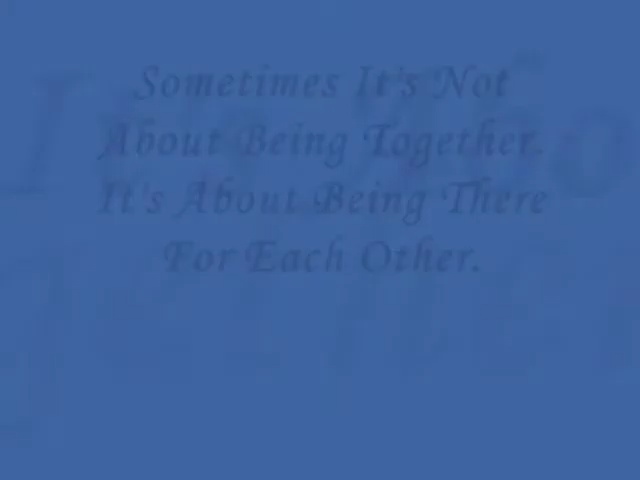 Sometimes It's Not
About Being Together.
It's About Being There
For Each Other.